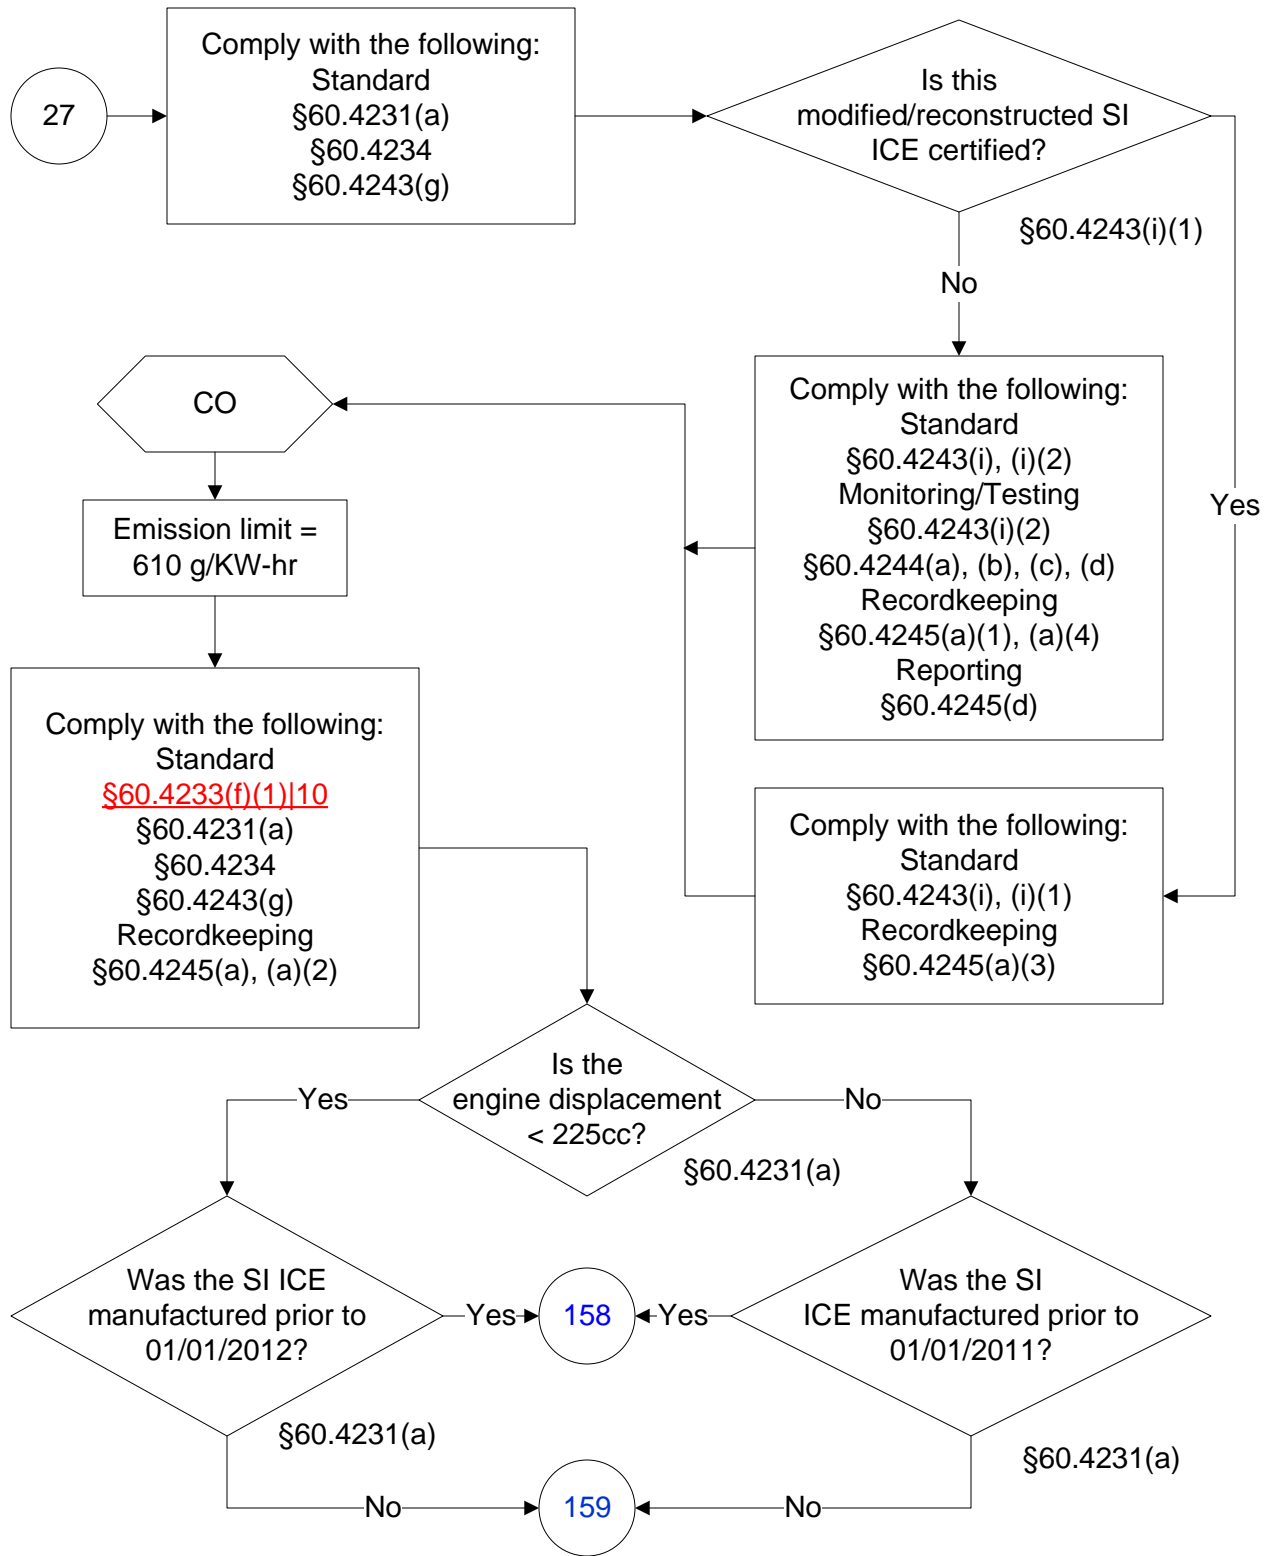 27
Comply with the following:
Standard
§60.4231(a)
§60.4234
§60.4243(g)
Is this
modified/reconstructed SI
ICE certified?
§60.4243(i)(1)
No
Yes
Comply with the following:
Standard
§60.4243(i), (i)(2)
Monitoring/Testing
§60.4243(i)(2)
§60.4244(a), (b), (c), (d)
Recordkeeping
§60.4245(a)(1), (a)(4)
Reporting
§60.4245(d)
Comply with the following:
Standard
§60.4243(i), (i)(1)
Recordkeeping
§60.4245(a)(3)
CO
Emission limit =
610 g/KW-hr
Comply with the following:
Standard
§60.4233(f)(1)|10
§60.4231(a)
§60.4234
§60.4243(g)
Recordkeeping
§60.4245(a), (a)(2)
Is the
engine displacement
< 225cc?
§60.4231(a)
Yes
No
Was the SI ICE
manufactured prior to
01/01/2012?
§60.4231(a)
Yes
158
Yes
Was the SI
ICE manufactured prior to
01/01/2011?
§60.4231(a)
No
159
No